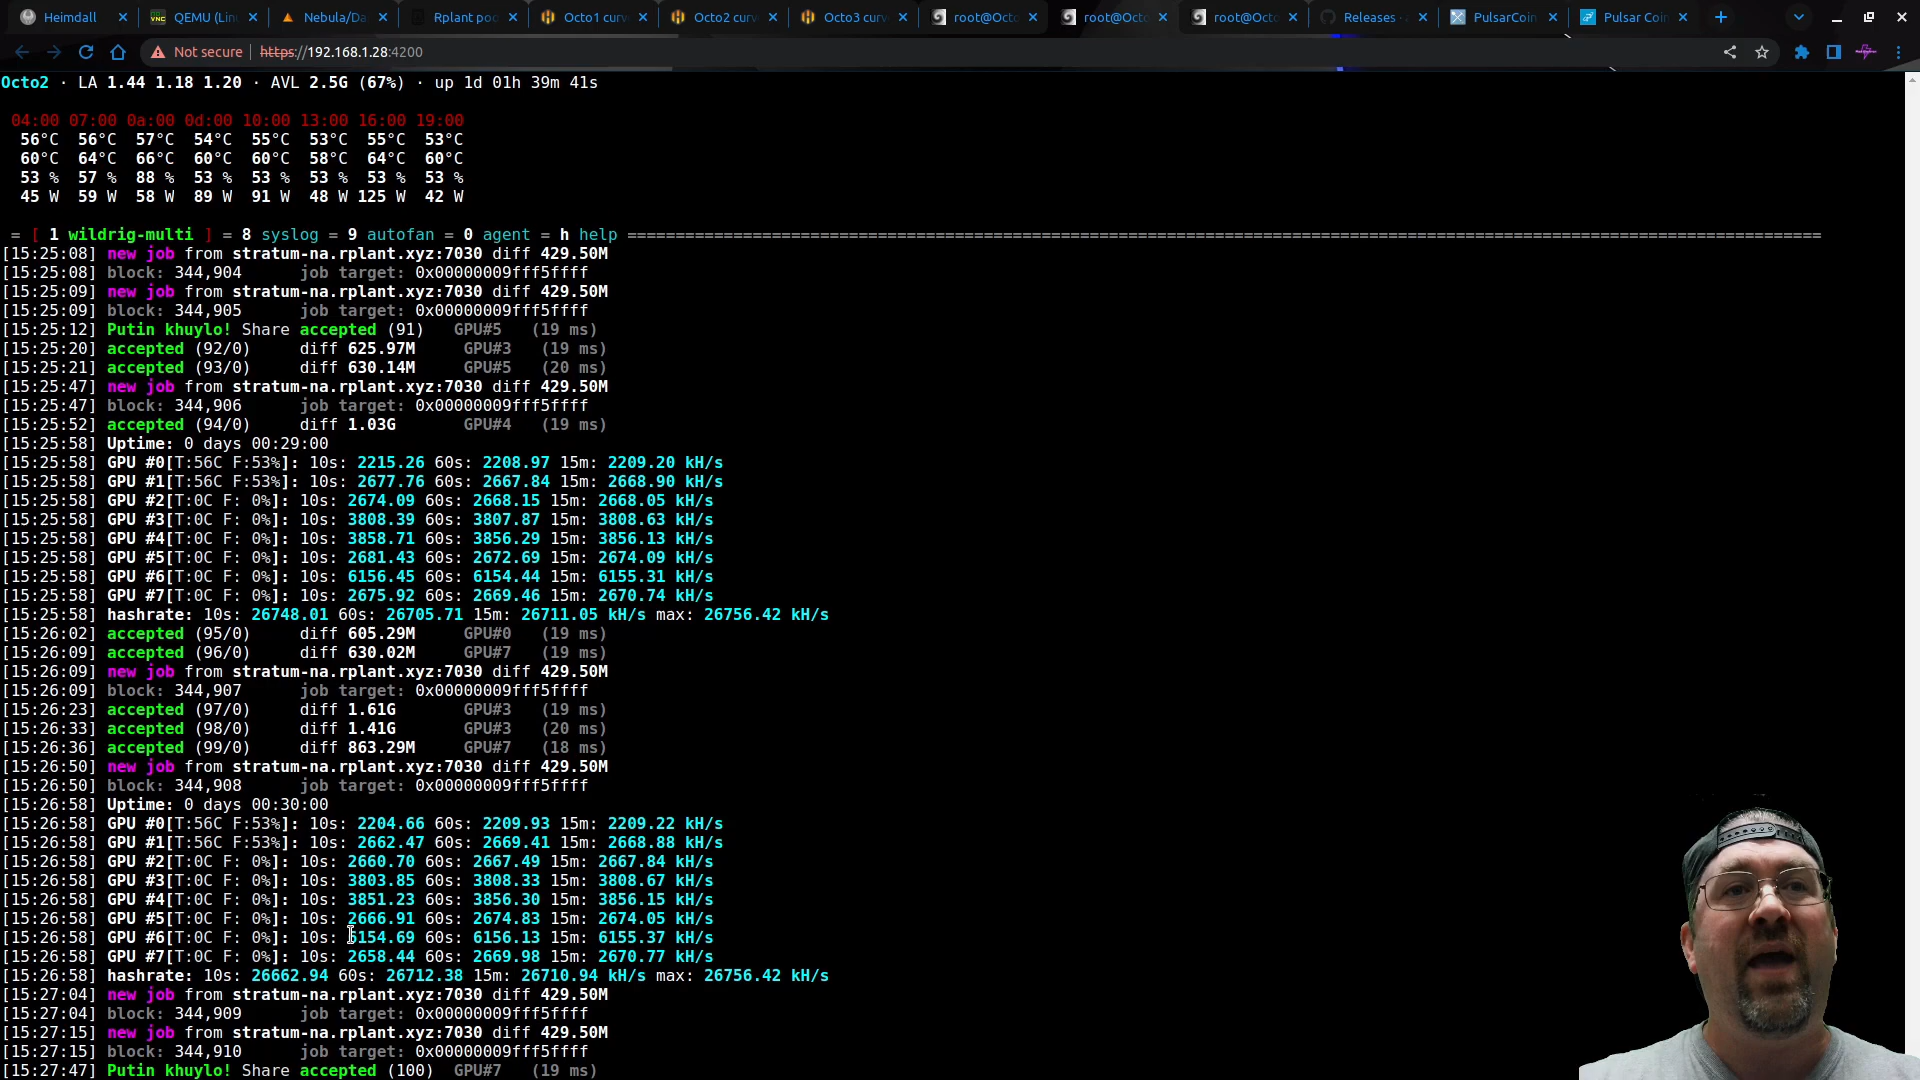 Heimdall
QEMU (Lin
Nebula/Da
Rplant poo
Octo1 curv
Octo2 curv
Octo3 curv
root@Octo
root@Octo
root@Octo
Releases ·
PulsarCoin
Pulsar Coin
Not secure https://192.168.1.28:4200
Octo2 · LA 1.44 1.18 1.20 · AVL 2.5G (67%) · up 1d 01h 39m 41s
04:00 07:00 0a:00 0d:00 10:00 13:00 16:00 19:00
56°C 56°C 57°C 54°C 55°C 53°C 55°C 53°C
60°C 64°C 66°C 60°C 60°C 58°C 64°C 60°C
53 % 57 % 88 % 53 % 53 % 53 % 53 % 53 %
45 W 59 W 58 W 89 W 91 W 48 W 125 W 42 W
= [ 1 wildrig-multi ] = 8 syslog = 9 autofan = 0 agent = h help ============================================================================================================================
[15:25:08] new job from stratum-na.rplant.xyz:7030 diff 429.50M
[15:25:08] block: 344,904 job target: 0x00000009fff5ffff
[15:25:09] new job from stratum-na.rplant.xyz:7030 diff 429.50M
[15:25:09] block: 344,905 job target: 0x00000009fff5ffff
[15:25:12] Putin khuylo! Share accepted (91) GPU#5 (19 ms)
[15:25:20] accepted (92/0) diff 625.97M GPU#3 (19 ms)
[15:25:21] accepted (93/0) diff 630.14M GPU#5 (20 ms)
[15:25:47] new job from stratum-na.rplant.xyz:7030 diff 429.50M
[15:25:47] block: 344,906 job target: 0x00000009fff5ffff
[15:25:52] accepted (94/0) diff 1.03G GPU#4 (19 ms)
[15:25:58] Uptime: 0 days 00:29:00
[15:25:58] GPU #0[T:56C F:53%]: 10s: 2215.26 60s: 2208.97 15m: 2209.20 kH/s
[15:25:58] GPU #1[T:56C F:53%]: 10s: 2677.76 60s: 2667.84 15m: 2668.90 kH/s
[15:25:58] GPU #2[T:0C F: 0%]: 10s: 2674.09 60s: 2668.15 15m: 2668.05 kH/s
[15:25:58] GPU #3[T:0C F: 0%]: 10s: 3808.39 60s: 3807.87 15m: 3808.63 kH/s
[15:25:58] GPU #4[T:0C F: 0%]: 10s: 3858.71 60s: 3856.29 15m: 3856.13 kH/s
[15:25:58] GPU #5[T:0C F: 0%]: 10s: 2681.43 60s: 2672.69 15m: 2674.09 kH/s
[15:25:58] GPU #6[T:0C F: 0%]: 10s: 6156.45 60s: 6154.44 15m: 6155.31 kH/s
[15:25:58] GPU #7[T:0C F: 0%]: 10s: 2675.92 60s: 2669.46 15m: 2670.74 kH/s
[15:25:58] hashrate: 10s: 26748.01 60s: 26705.71 15m: 26711.05 kH/s max: 26756.42 kH/s
[15:26:02] accepted (95/0) diff 605.29M GPU#0 (19 ms)
[15:26:09] accepted (96/0) diff 630.02M GPU#7 (19 ms)
[15:26:09] new job from stratum-na.rplant.xyz:7030 diff 429.50M
[15:26:09] block: 344,907 job target: 0x00000009fff5ffff
[15:26:23] accepted (97/0) diff 1.61G GPU#3 (19 ms)
[15:26:33] accepted (98/0) diff 1.41G GPU#3 (20 ms)
[15:26:36] accepted (99/0) diff 863.29M GPU#7 (18 ms)
[15:26:50] new job from stratum-na.rplant.xyz:7030 diff 429.50M
[15:26:50] block: 344,908 job target: 0x00000009fff5ffff
[15:26:58] Uptime: 0 days 00:30:00
[15:26:58] GPU #0[T:56C F:53%]: 10s: 2204.66 60s: 2209.93 15m: 2209.22 kH/s
[15:26:58] GPU #1[T:56C F:53%]: 10s: 2662.47 60s: 2669.41 15m: 2668.88 kH/s
[15:26:58] GPU #2[T:0C F: 0%]: 10s: 2660.70 60s: 2667.49 15m: 2667.84 kH/s
[15:26:58] GPU #3[T:0C F: 0%]: 10s: 3803.85 60s: 3808.33 15m: 3808.67 kH/s
[15:26:58] GPU #4[T:0C F: 0%]: 10s: 3851.23 60s: 3856.30 15m: 3856.15 kH/s
[15:26:58] GPU #5[T:0C F: 0%]: 10s: 2666.91 60s: 2674.83 15m: 2674.05 kH/s
[15:26:58] GPU #6[T:0C F: 0%]: 10s: 6154.69 60s: 6156.13 15m: 6155.37 kH/s
[15:26:58] GPU #7[T:0C F: 0%]: 10s: 2658.44 60s: 2669.98 15m: 2670.77 kH/s
[15:26:58] hashrate: 10s: 26662.94 60s: 26712.38 15m: 26710.94 kH/s max: 26756.42 kH/s
[15:27:04] new job from stratum-na.rplant.xyz:7030 diff 429.50M
[15:27:04] block: 344,909 job target: 0x00000009fff5ffff
[15:27:15] new job from stratum-na.rplant.xyz:7030 diff 429.50M
[15:27:15] block: 344,910 job target: 0x00000009fff5ffff
[15:27:47] Putin khuylo! Share accepted (100) GPU#7 (19 ms)